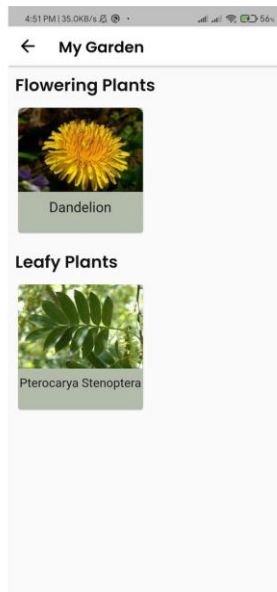 4:51 PM | 35.0KB/s
56%
My Garden
Flowering Plants
Dandelion
Leafy Plants
Pterocarya Stenoptera